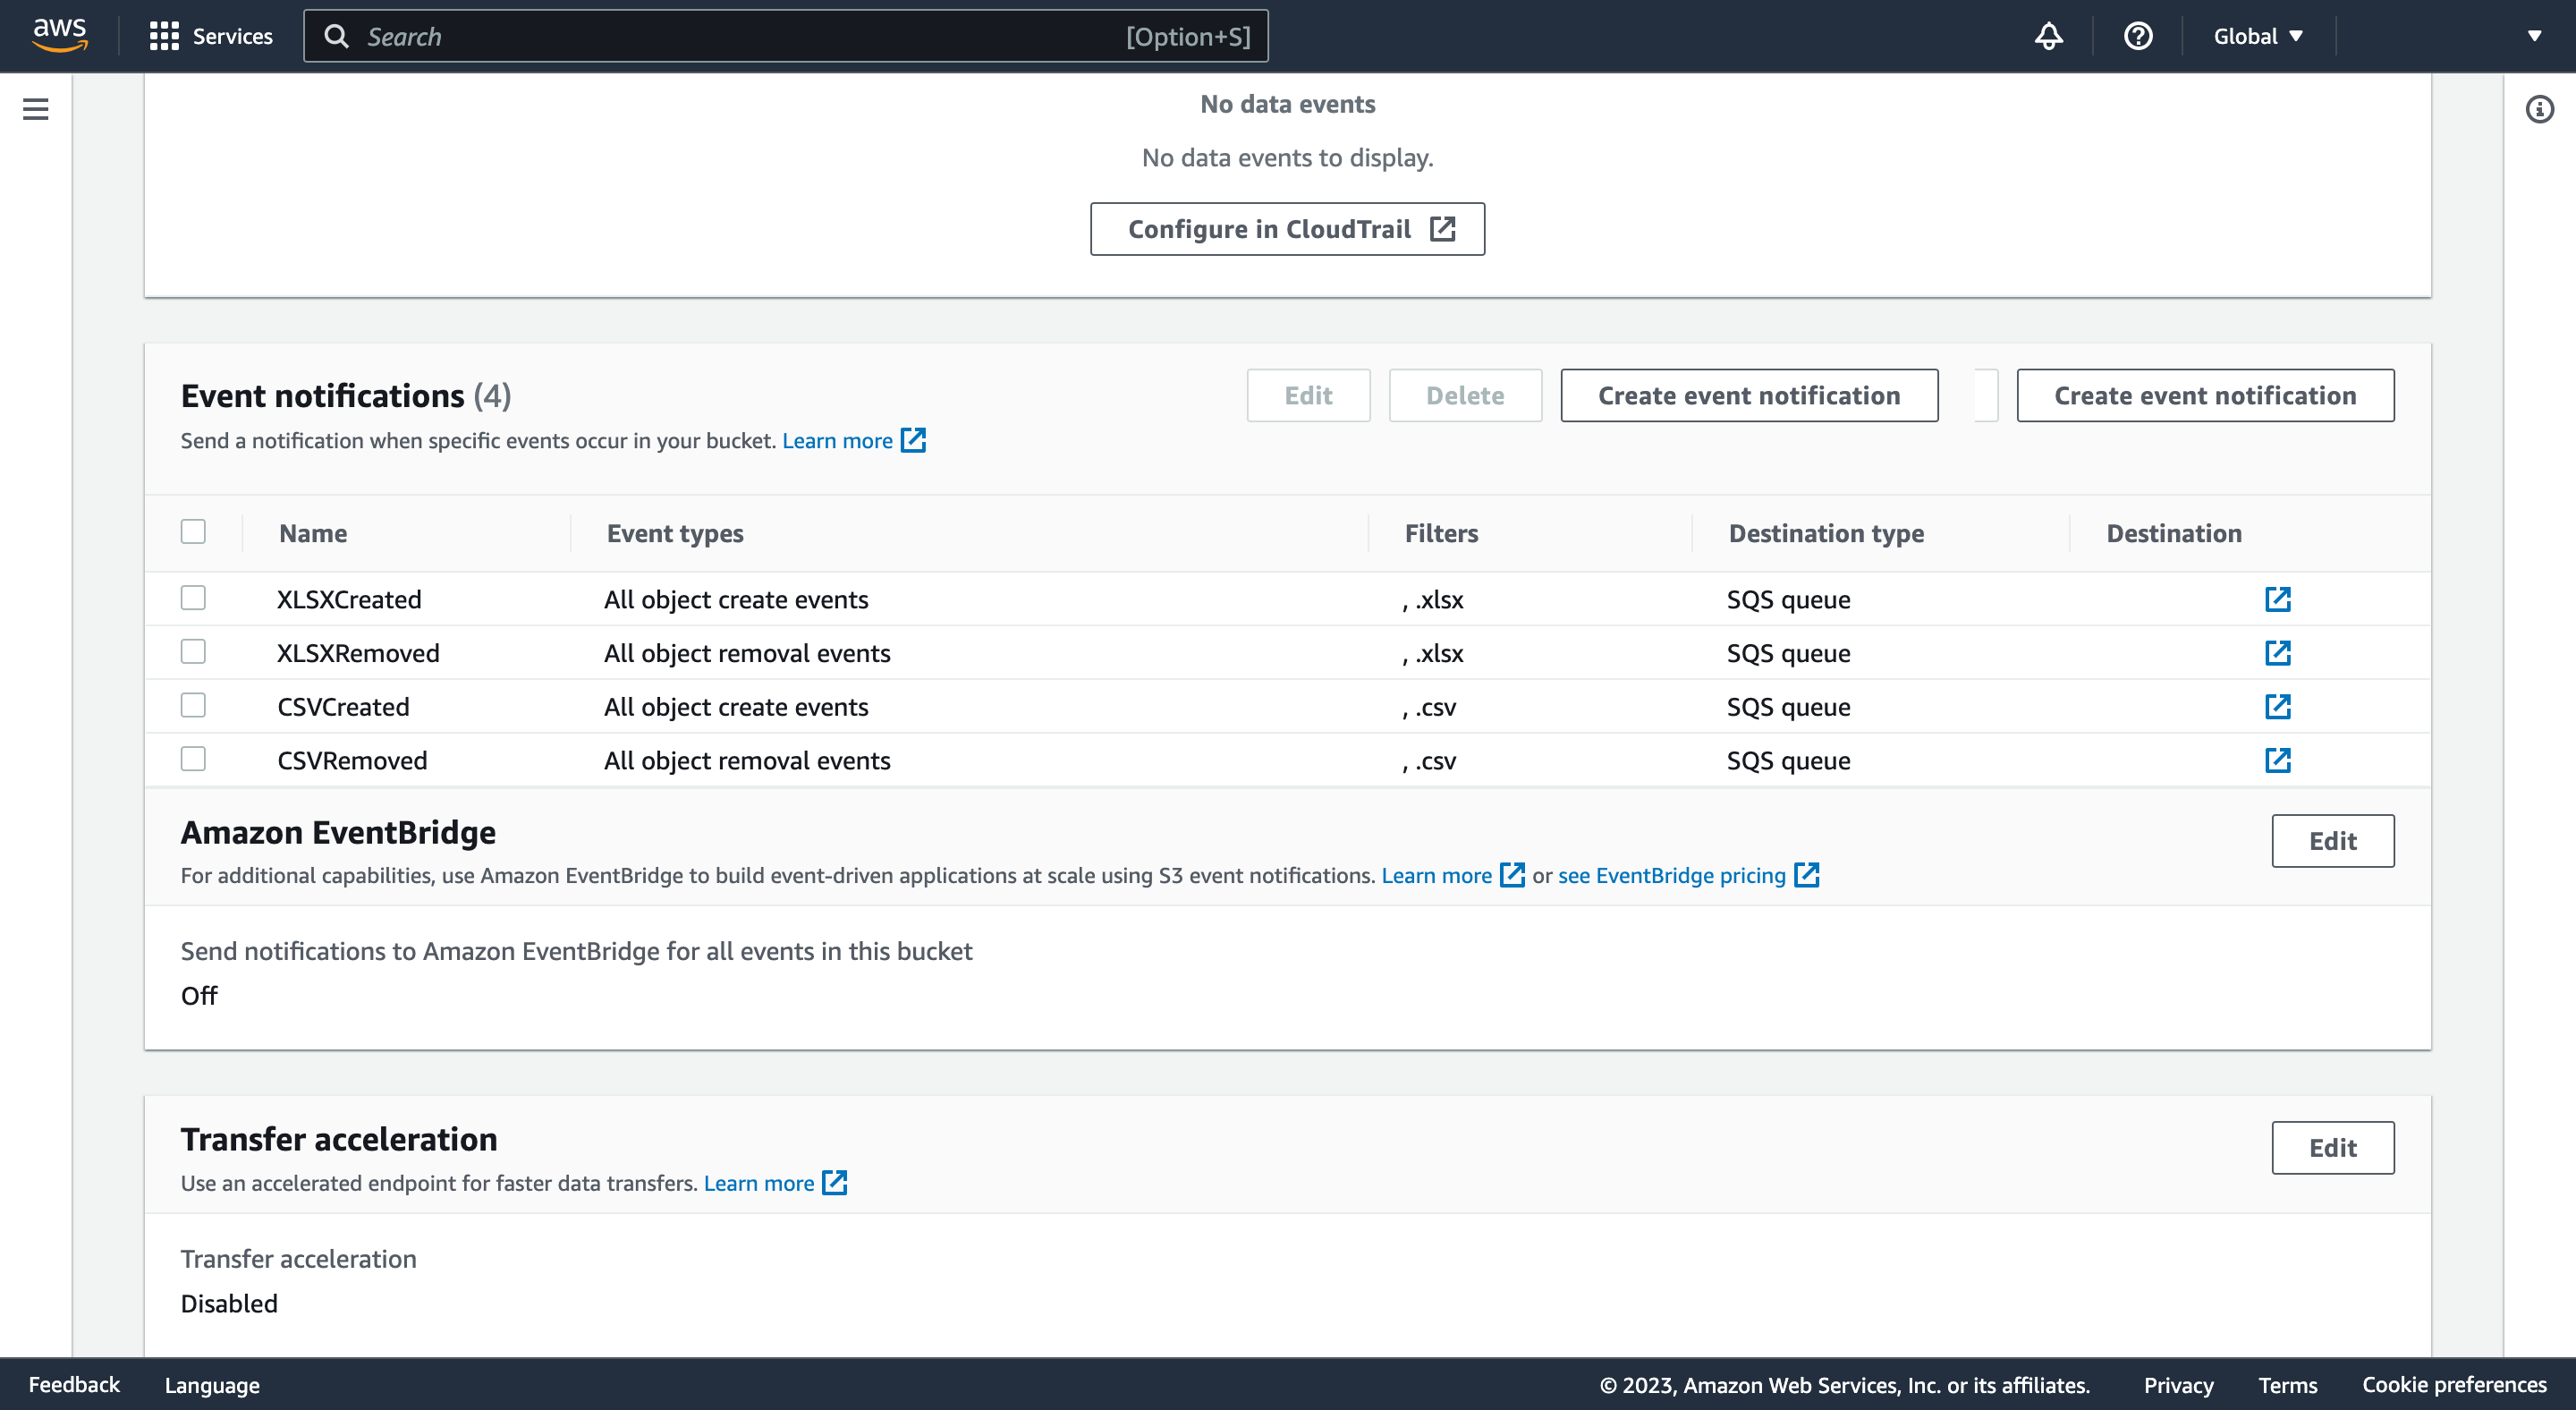 aws Services Search [Option+S] Global
No data events
No data events to display.
Configure in CloudTrail
Event notifications (4)
Edit Delete Create event notification Create event notification
Send a notification when specific events occur in your bucket. Learn more
Name Event types Filters Destination type Destination
XLSXCreated All object create events , .xlsx SQS queue
XLSXRemoved All object removal events , .xlsx SQS queue
CSVCreated All object create events , .csv SQS queue
CSVRemoved All object removal events , .csv SQS queue
Amazon EventBridge
Edit
For additional capabilities, use Amazon EventBridge to build event-driven applications at scale using S3 event notifications. Learn more or see EventBridge pricing
Send notifications to Amazon EventBridge for all events in this bucket
Off
Transfer acceleration
Edit
Use an accelerated endpoint for faster data transfers. Learn more
Transfer acceleration
Disabled
Feedback Language © 2023, Amazon Web Services, Inc. or its affiliates. Privacy Terms Cookie preferences